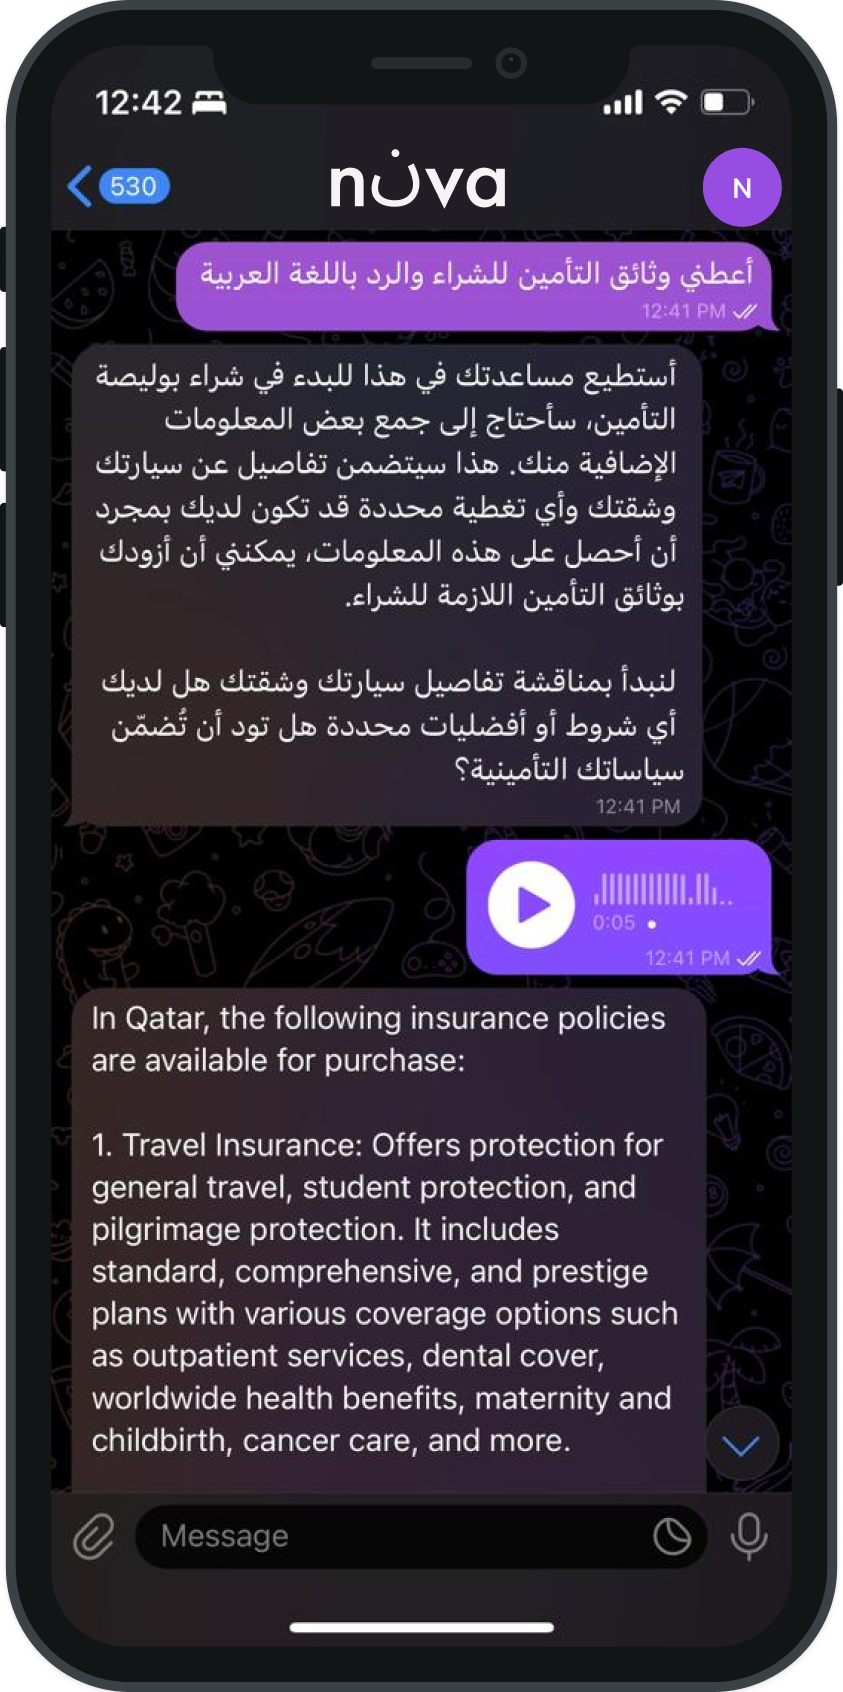 12:42
530
nuva
N
أعطني وثائق التأمين للشراء والرد باللغة العربية
12:41 PM
أستطيع مساعدتك في هذا للبدء في شراء بوليصة
التأمين، سأحتاج إلى جمع بعض المعلومات
الإضافية منك. هذا سيتضمن تفاصيل عن سيارتك
وشقتك وأي تغطية محددة قد تكون لديك بمجرد
أن أحصل على هذه المعلومات، يمكنني أن أزودك
بوثائق التأمين اللازمة للشراء.
لنبدأ بمناقشة تفاصيل سيارتك وشقتك هل لديك
أي شروط أو أفضليات محددة هل تود أن تُضمّن
سياساتك التأمينية؟
12:41 PM
0:05
12:41 PM
In Qatar, the following insurance policies
are available for purchase:
1. Travel Insurance: Offers protection for
general travel, student protection, and
pilgrimage protection. It includes
standard, comprehensive, and prestige
plans with various coverage options such
as outpatient services, dental cover,
worldwide health benefits, maternity and
childbirth, cancer care, and more.
Message